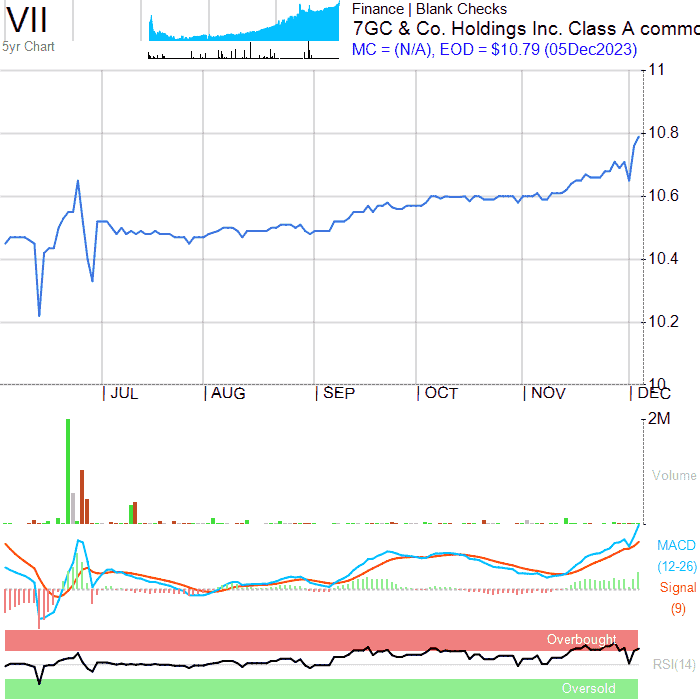 VII
5yr Chart
Finance | Blank Checks
7GC & Co. Holdings Inc. Class A commo
MC = (N/A), EOD = $10.79 (05Dec2023)
11
10.8
10.6
10.4
10.2
10
JUL AUG SEP OCT NOV DEC
2M
Volume
MACD
(12-26)
Signal
(9)
Overbought
RSI(14)
Oversold